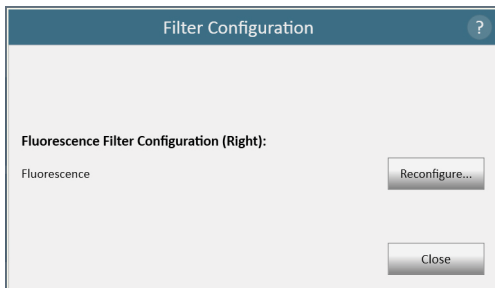 Filter Configuration
?
Fluorescence Filter Configuration (Right):
Fluorescence
Reconfigure...
Close